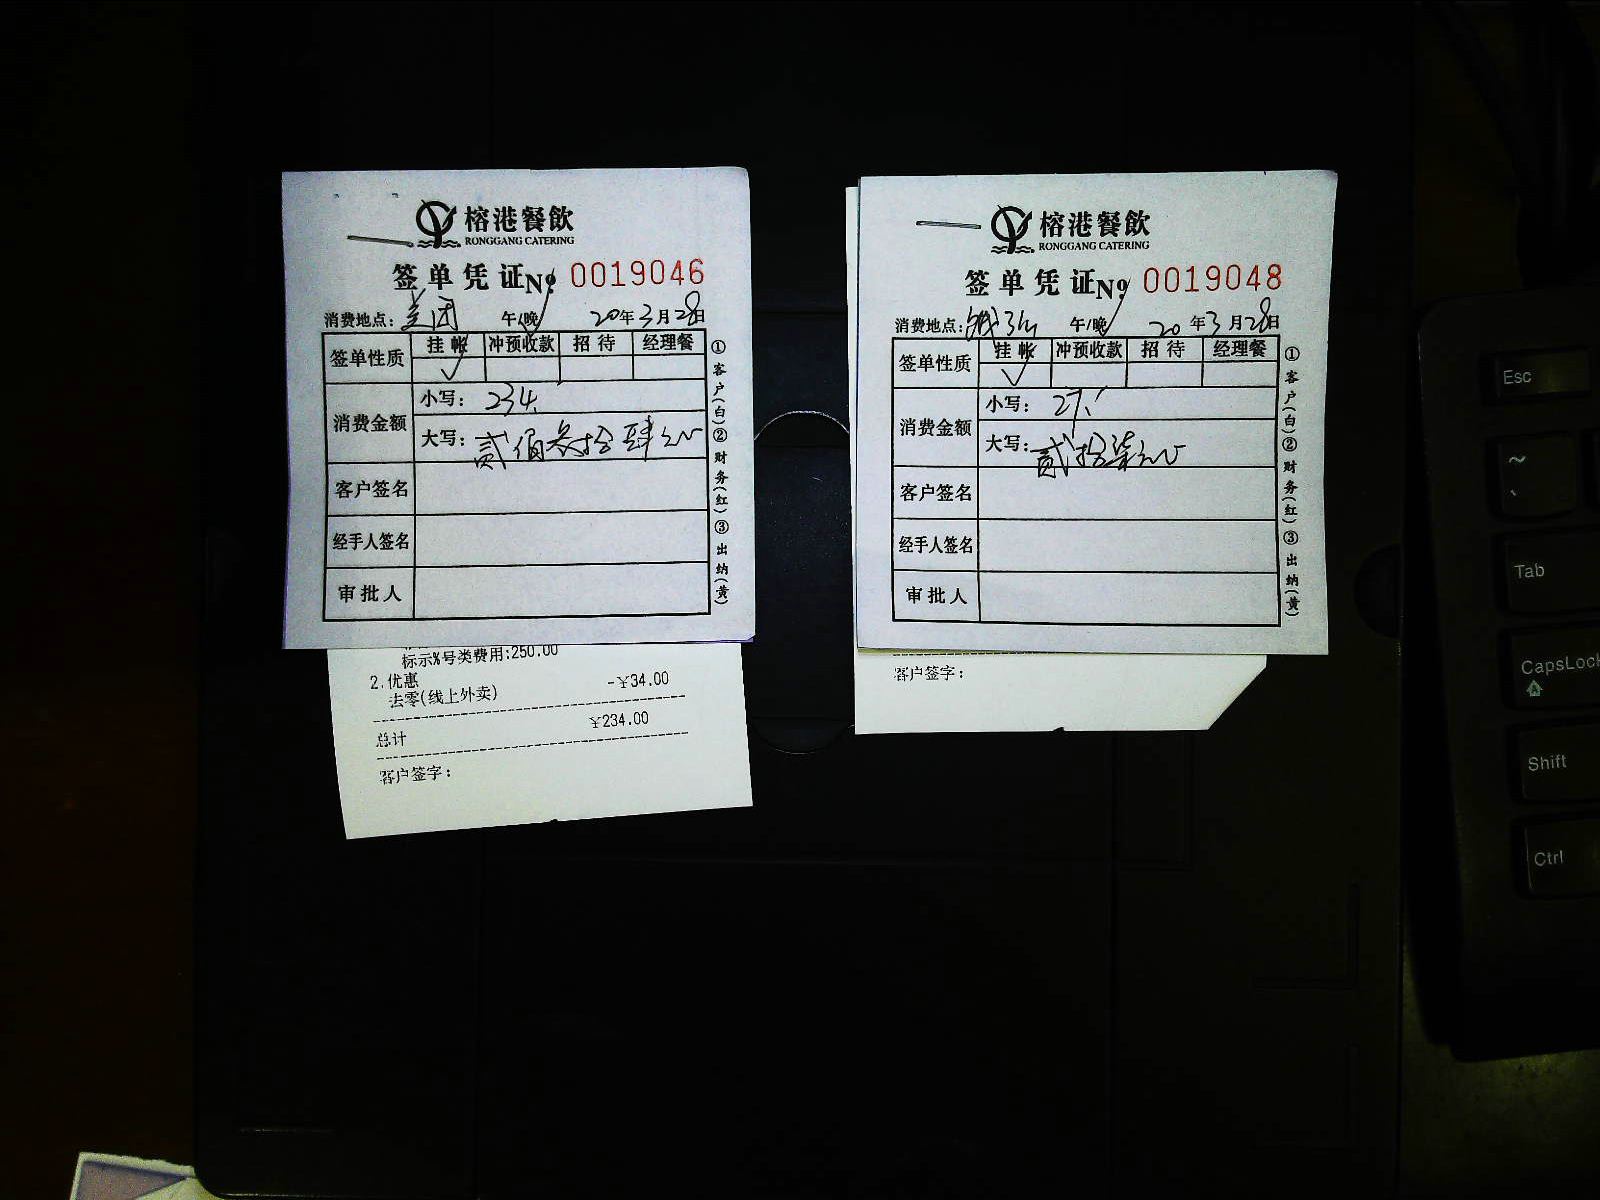 榕港餐飲
RONGGANG CATERING
签单凭证 № 0019046
消费地点: 美团 午/晚 20年3月28日
签单性质 挂帐 冲预收款 招待 经理餐
✓
消费金额 小写: 234.
大写: 贰佰叁拾肆元
客户签名
经手人签名
审批人
①客户(白)②财务(红)③出纳(黄)
标示%号类费用:250.00
2.优惠 -¥34.00
去零(线上外卖)
总计 ¥234.00
客户签字:
榕港餐飲
RONGGANG CATERING
签单凭证 № 0019048
消费地点: 午/晚 20年3月28日
签单性质 挂帐 冲预收款 招待 经理餐
✓
消费金额 小写: 27.
大写: 贰拾柒元
客户签名
经手人签名
审批人
①客户(白)②财务(红)③出纳(黄)
客户签字:
Esc
~
Tab
CapsLock
Shift
Ctrl